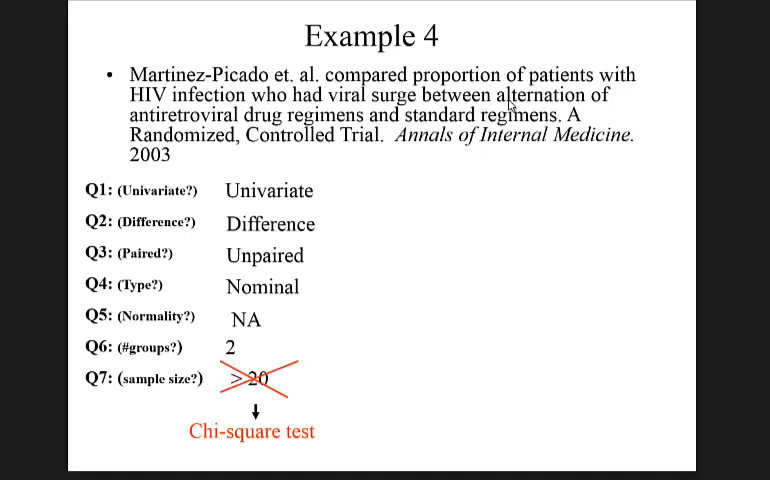 Example 4
• Martinez-Picado et. al. compared proportion of patients with
HIV infection who had viral surge between alternation of
antiretroviral drug regimens and standard regimens. A
Randomized, Controlled Trial. Annals of Internal Medicine.
2003
Q1: (Univariate?) Univariate
Q2: (Difference?) Difference
Q3: (Paired?) Unpaired
Q4: (Type?) Nominal
Q5: (Normality?) NA
Q6: (#groups?) 2
Q7: (sample size?) >20
Chi-square test